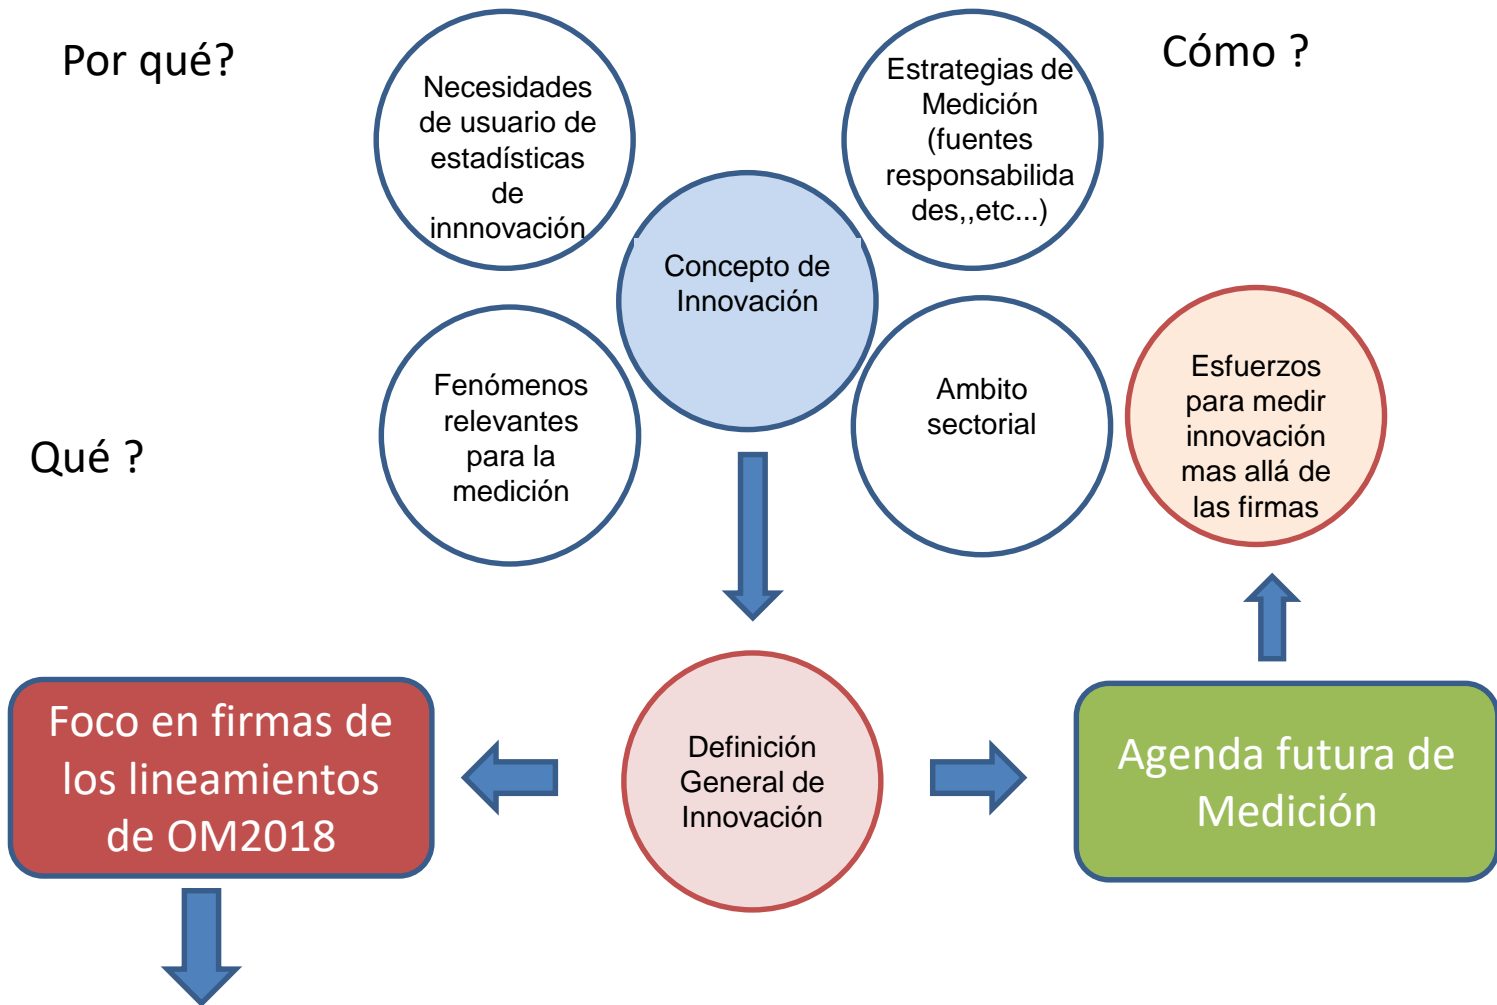 Por qué?
Necesidades
de usuario de
estadísticas
de
innnovación
Estrategias de
Medición
(fuentes
responsabilida
des,,etc...)
Cómo ?
Concepto de
Innovación
Qué ?
Fenómenos
relevantes
para la
medición
Ambito
sectorial
Esfuerzos
para medir
innovación
mas allá de
las firmas
Foco en firmas de
los lineamientos
de OM2018
Definición
General de
Innovación
Agenda futura de
Medición